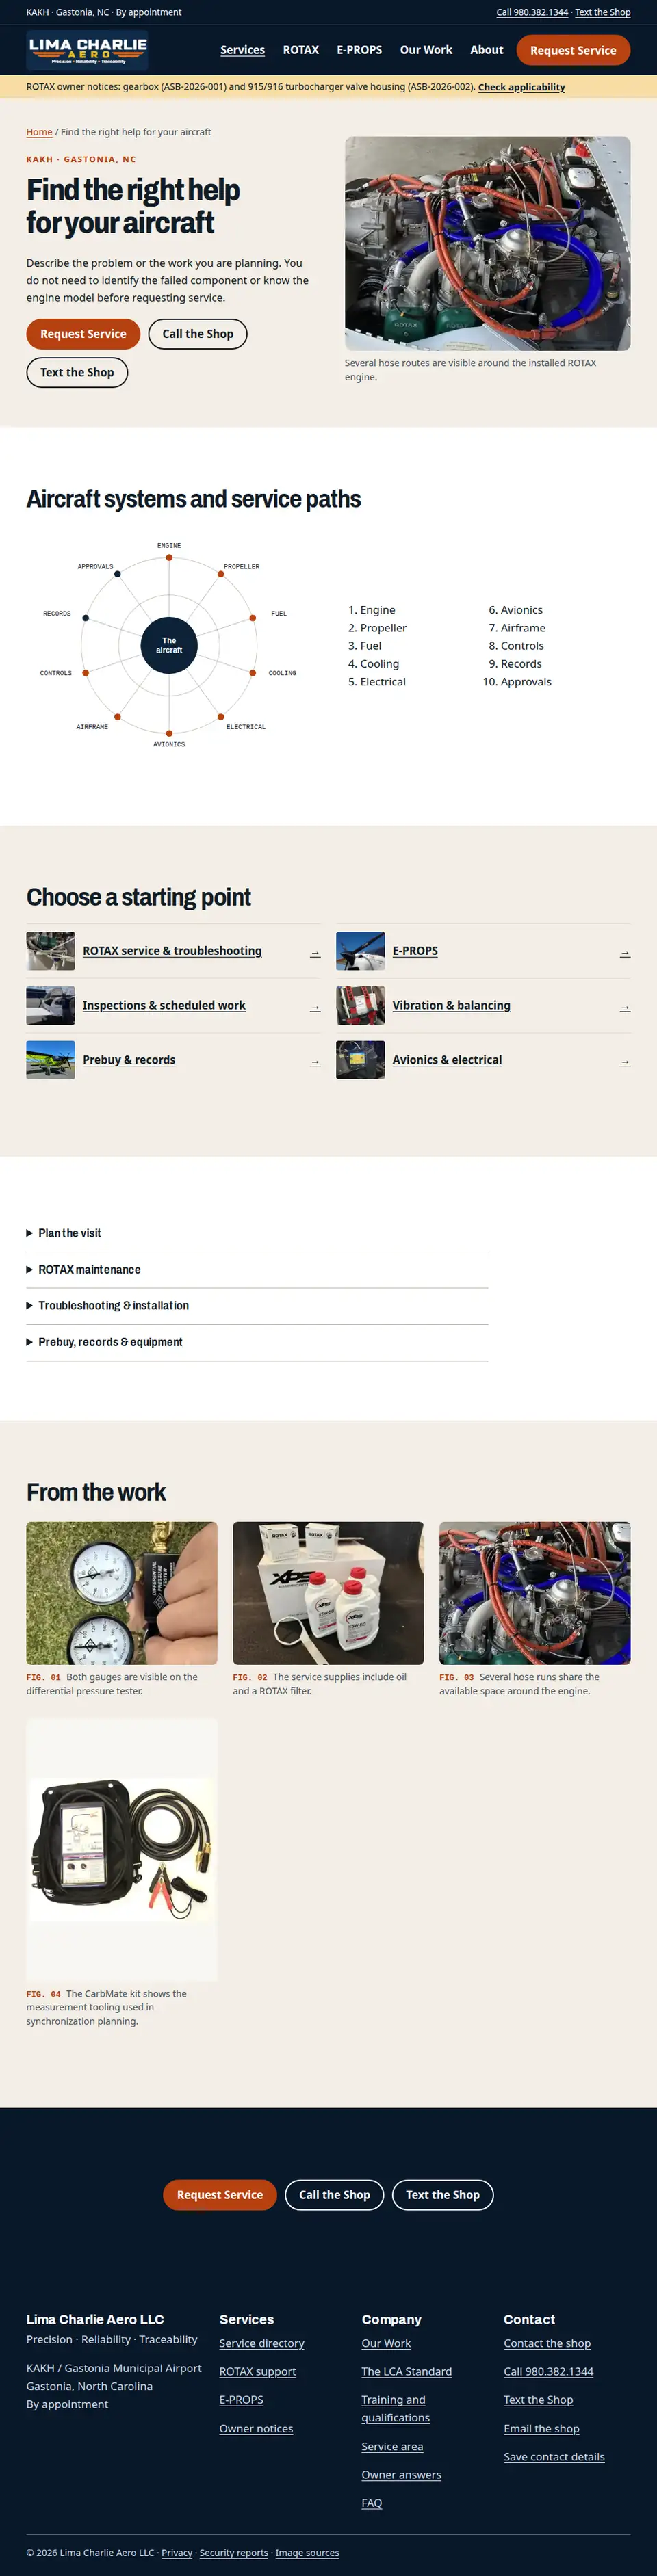 KAKH · Gastonia, NC · By appointment
Call 980.382.1344 · Text the Shop
LIMA CHARLIE
AERO
Precision • Reliability • Traceability
Services ROTAX E-PROPS Our Work About Request Service
ROTAX owner notices: gearbox (ASB-2026-001) and 915/916 turbocharger valve housing (ASB-2026-002). Check applicability
Home / Find the right help for your aircraft
KAKH · GASTONIA, NC
Find the right help
for your aircraft
Describe the problem or the work you are planning. You
do not need to identify the failed component or know the
engine model before requesting service.
Request Service
Call the Shop
Text the Shop
ROTAX
Several hose routes are visible around the installed ROTAX
engine.
Aircraft systems and service paths
ENGINE
APPROVALS
PROPELLER
RECORDS
FUEL
The
aircraft
CONTROLS
COOLING
AIRFRAME
ELECTRICAL
AVIONICS
1. Engine
2. Propeller
3. Fuel
4. Cooling
5. Electrical
6. Avionics
7. Airframe
8. Controls
9. Records
10. Approvals
Choose a starting point
ROTAX service & troubleshooting →
E-PROPS →
Inspections & scheduled work →
Vibration & balancing →
Prebuy & records →
Avionics & electrical →
▶ Plan the visit
▶ ROTAX maintenance
▶ Troubleshooting & installation
▶ Prebuy, records & equipment
From the work
DIFFERENTIAL
PRESSURE
TESTER
ROTAX
ROTAX
XPS
XPS
FIG. 01 Both gauges are visible on the
differential pressure tester.
FIG. 02 The service supplies include oil
and a ROTAX filter.
FIG. 03 Several hose runs share the
available space around the engine.
FIG. 04 The CarbMate kit shows the
measurement tooling used in
synchronization planning.
Request Service
Call the Shop
Text the Shop
Lima Charlie Aero LLC
Precision · Reliability · Traceability
KAKH / Gastonia Municipal Airport
Gastonia, North Carolina
By appointment
Services
Service directory
ROTAX support
E-PROPS
Owner notices
Company
Our Work
The LCA Standard
Training and
qualifications
Service area
Owner answers
FAQ
Contact
Contact the shop
Call 980.382.1344
Text the Shop
Email the shop
Save contact details
© 2026 Lima Charlie Aero LLC · Privacy · Security reports · Image sources